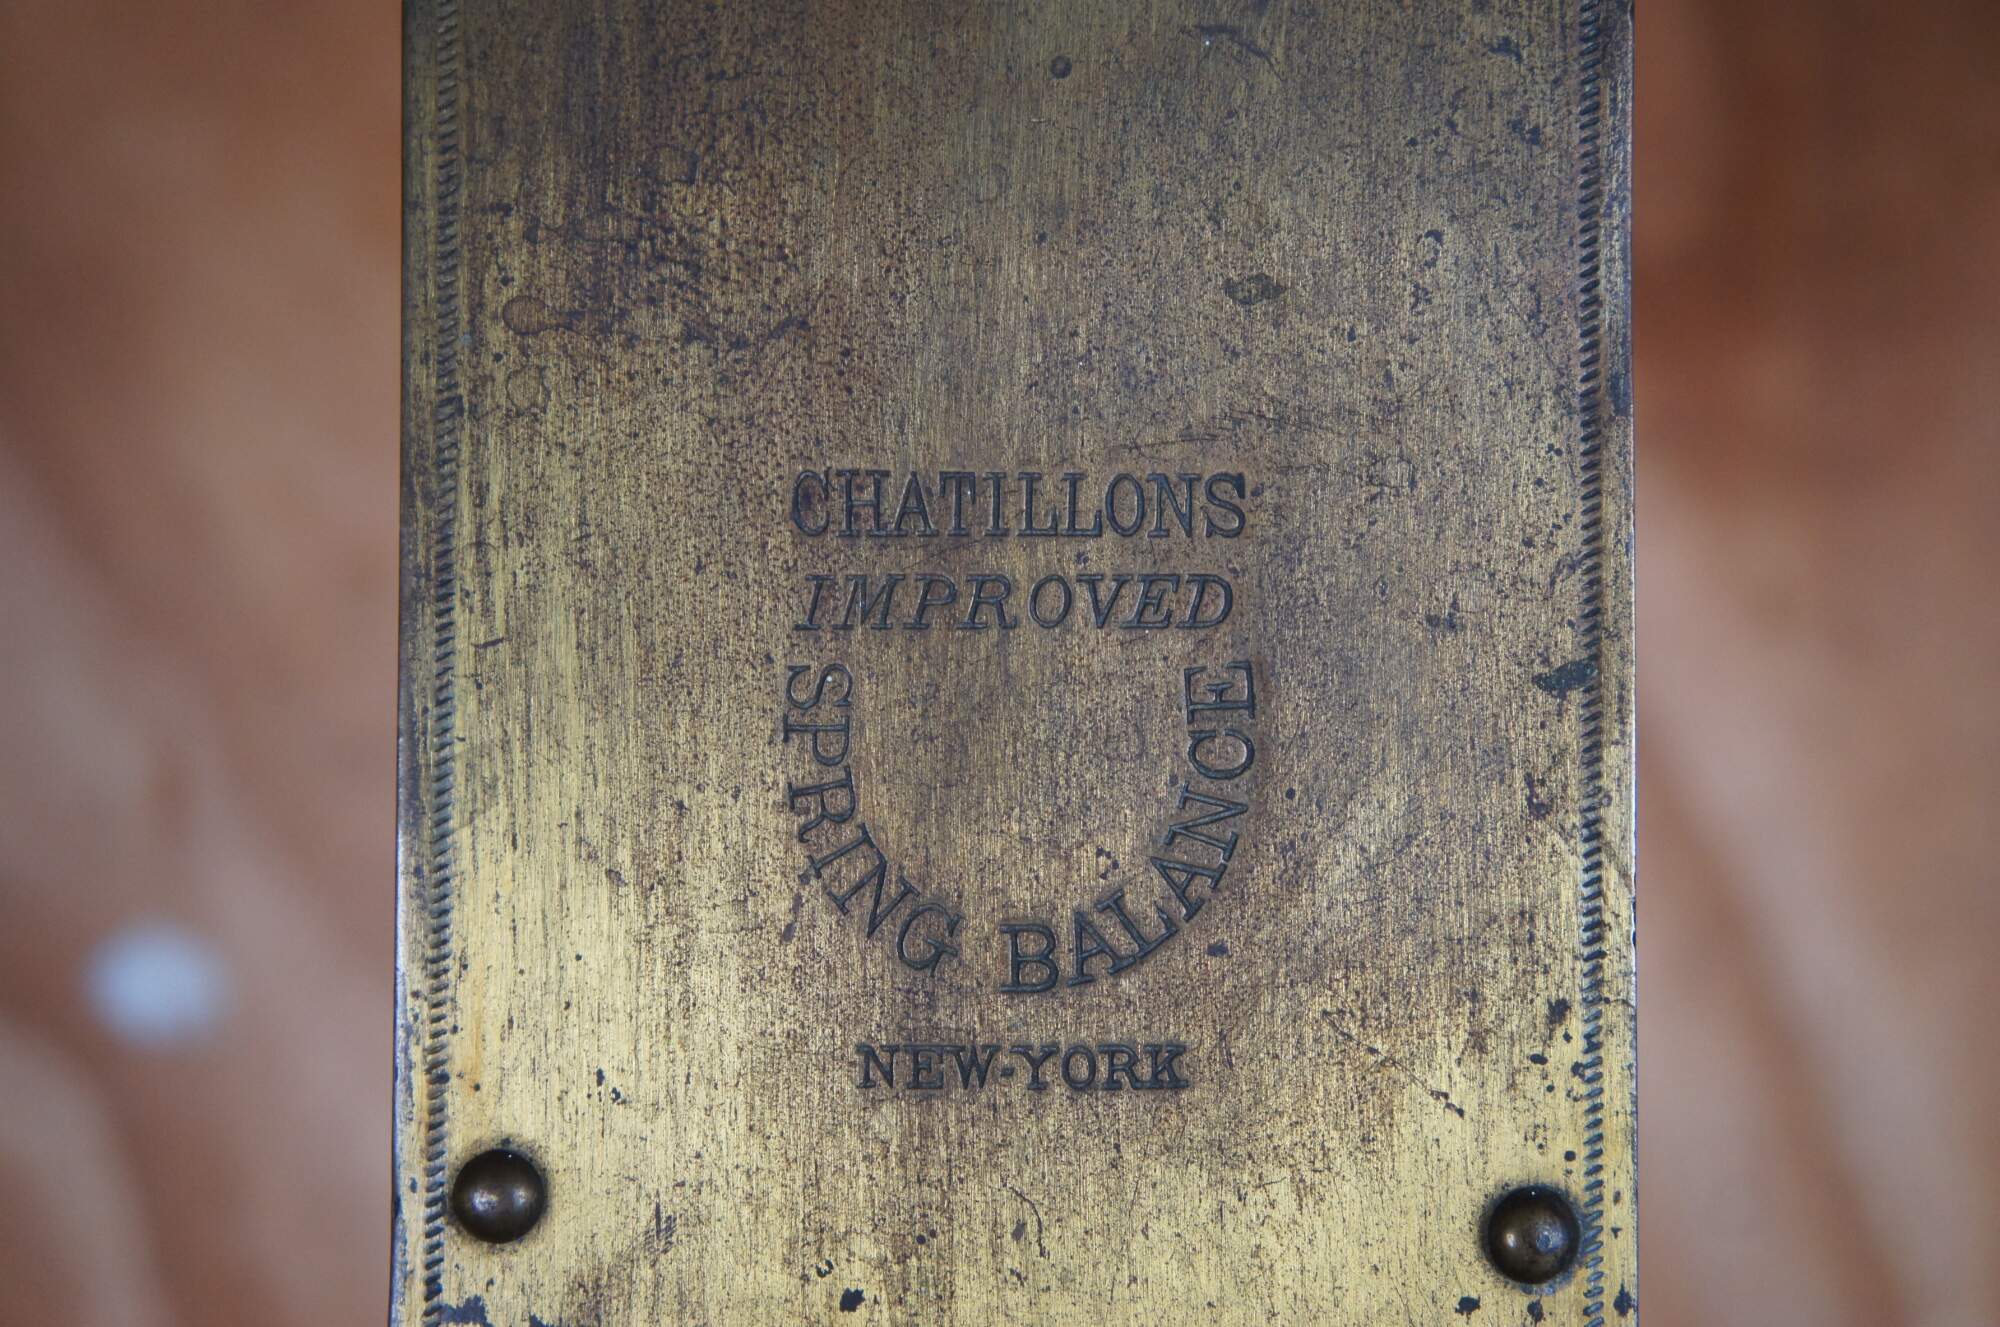 CHATILLONS
IMPROVED
SPRING BALANCE
NEW-YORK